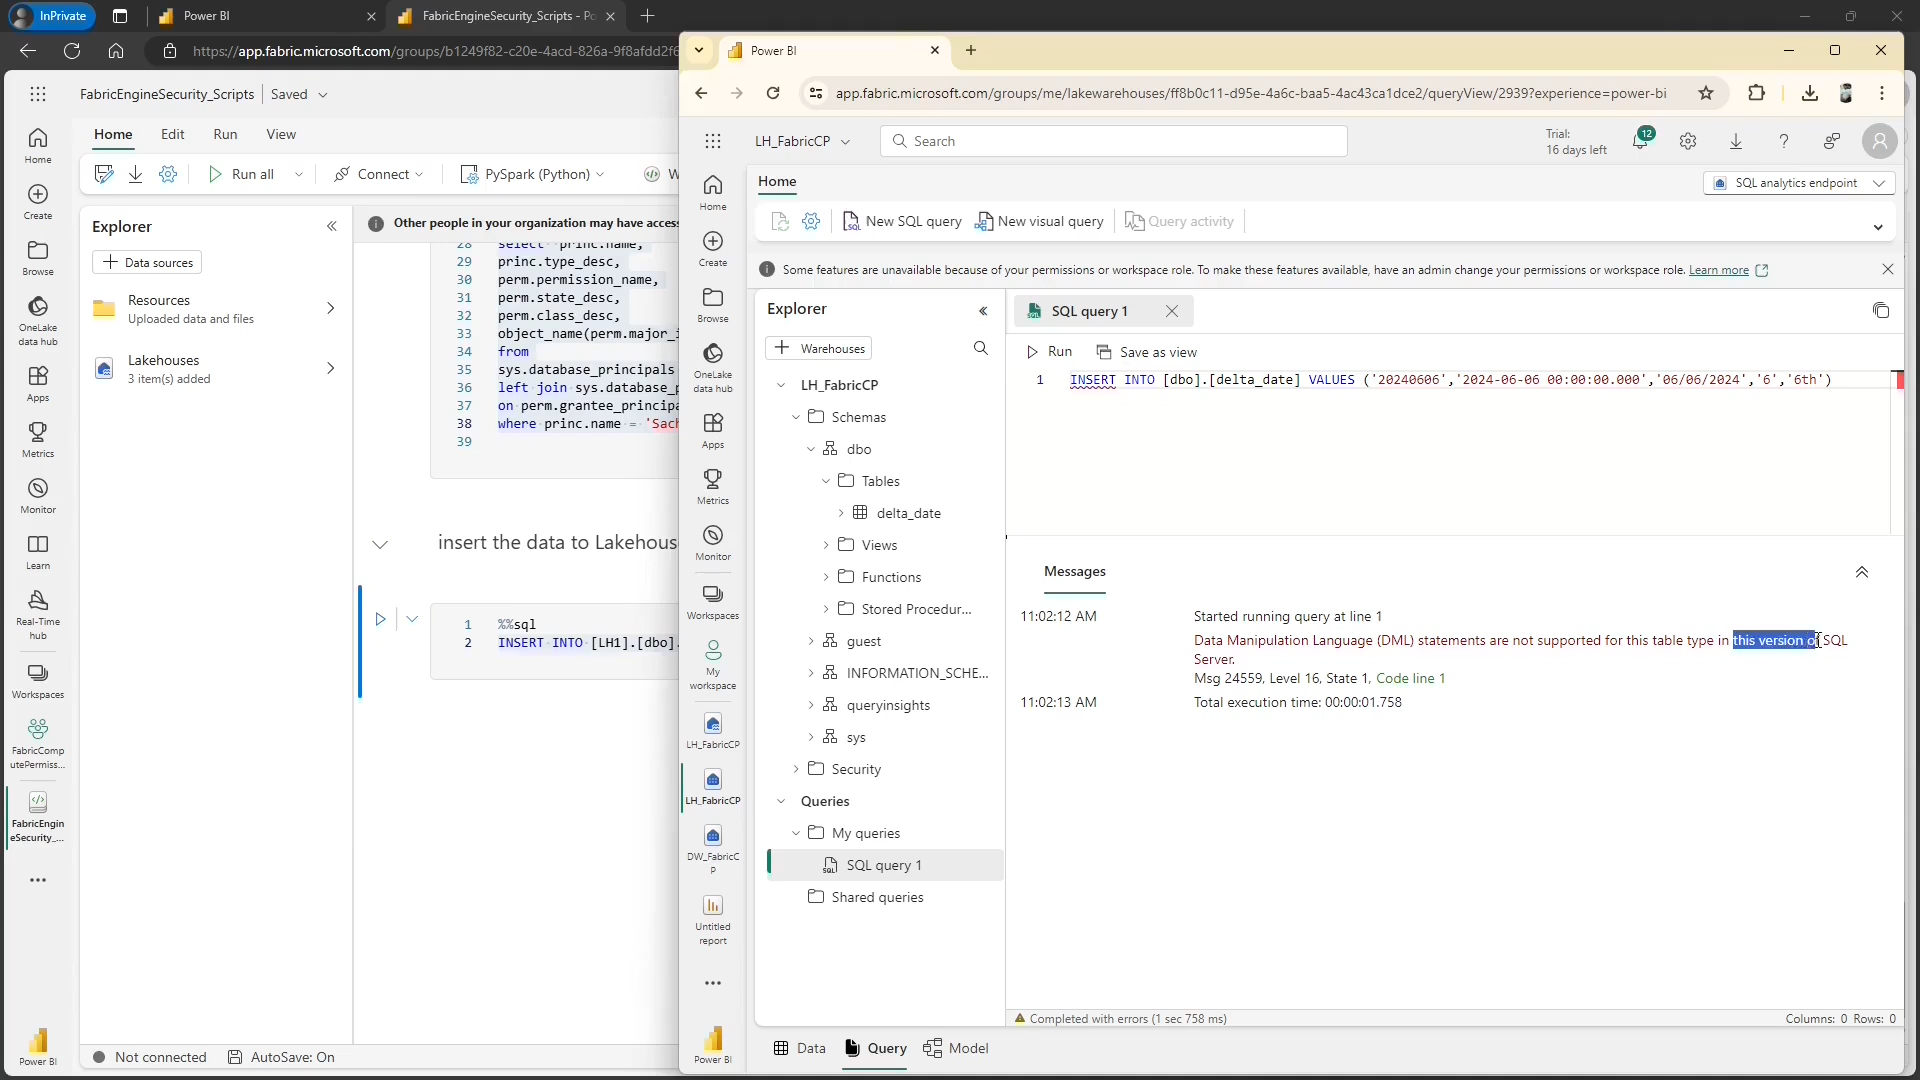 InPrivate
Power BI
FabricEngineSecurity_Scripts - Po
https://app.fabric.microsoft.com/groups/b1249f82-c20e-4acd-826a-9f8afdd2f6
FabricEngineSecurity_Scripts
Saved
Home
Edit
Run
View
Run all
Connect
PySpark (Python)
W
Home
Create
Browse
OneLake
data hub
Apps
Metrics
Monitor
Learn
Real-Time
hub
Workspaces
FabricComp
utePermiss...
FabricEngin
eSecurity_...
Power BI
Explorer
Data sources
Resources
Uploaded data and files
Lakehouses
3 item(s) added
Other people in your organization may have access
28 select princ.name,
29 princ.type_desc,
30 perm.permission_name,
31 perm.state_desc,
32 perm.class_desc,
33 object_name(perm.major_i
34 from
35 sys.database_principals
36 left join sys.database_p
37 on perm.grantee_principa
38 where princ.name = 'Sach
39
insert the data to Lakehous
1 %%sql
2 INSERT INTO [LH1].[dbo].
Not connected
AutoSave: On
Power BI
app.fabric.microsoft.com/groups/me/lakewarehouses/ff8b0c11-d95e-4a6c-baa5-4ac43ca1dce2/queryView/2939?experience=power-bi
LH_FabricCP
Search
Trial:
16 days left
12
Home
SQL analytics endpoint
New SQL query
New visual query
Query activity
Some features are unavailable because of your permissions or workspace role. To make these features available, have an admin change your permissions or workspace role. Learn more
Home
Create
Browse
OneLake
data hub
Apps
Metrics
Monitor
Workspaces
My
workspace
LH_FabricCP
LH_FabricCP
DW_FabricC
P
Untitled
report
Power BI
Explorer
Warehouses
LH_FabricCP
Schemas
dbo
Tables
delta_date
Views
Functions
Stored Procedur...
guest
INFORMATION_SCHE...
queryinsights
sys
Security
Queries
My queries
SQL query 1
Shared queries
SQL query 1
Run
Save as view
1 INSERT INTO [dbo].[delta_date] VALUES ('20240606','2024-06-06 00:00:00.000','06/06/2024','6','6th')
Messages
11:02:12 AM Started running query at line 1
Data Manipulation Language (DML) statements are not supported for this table type in this version of SQL
Server.
Msg 24559, Level 16, State 1, Code line 1
11:02:13 AM Total execution time: 00:00:01.758
Completed with errors (1 sec 758 ms)
Columns: 0 Rows: 0
Data
Query
Model